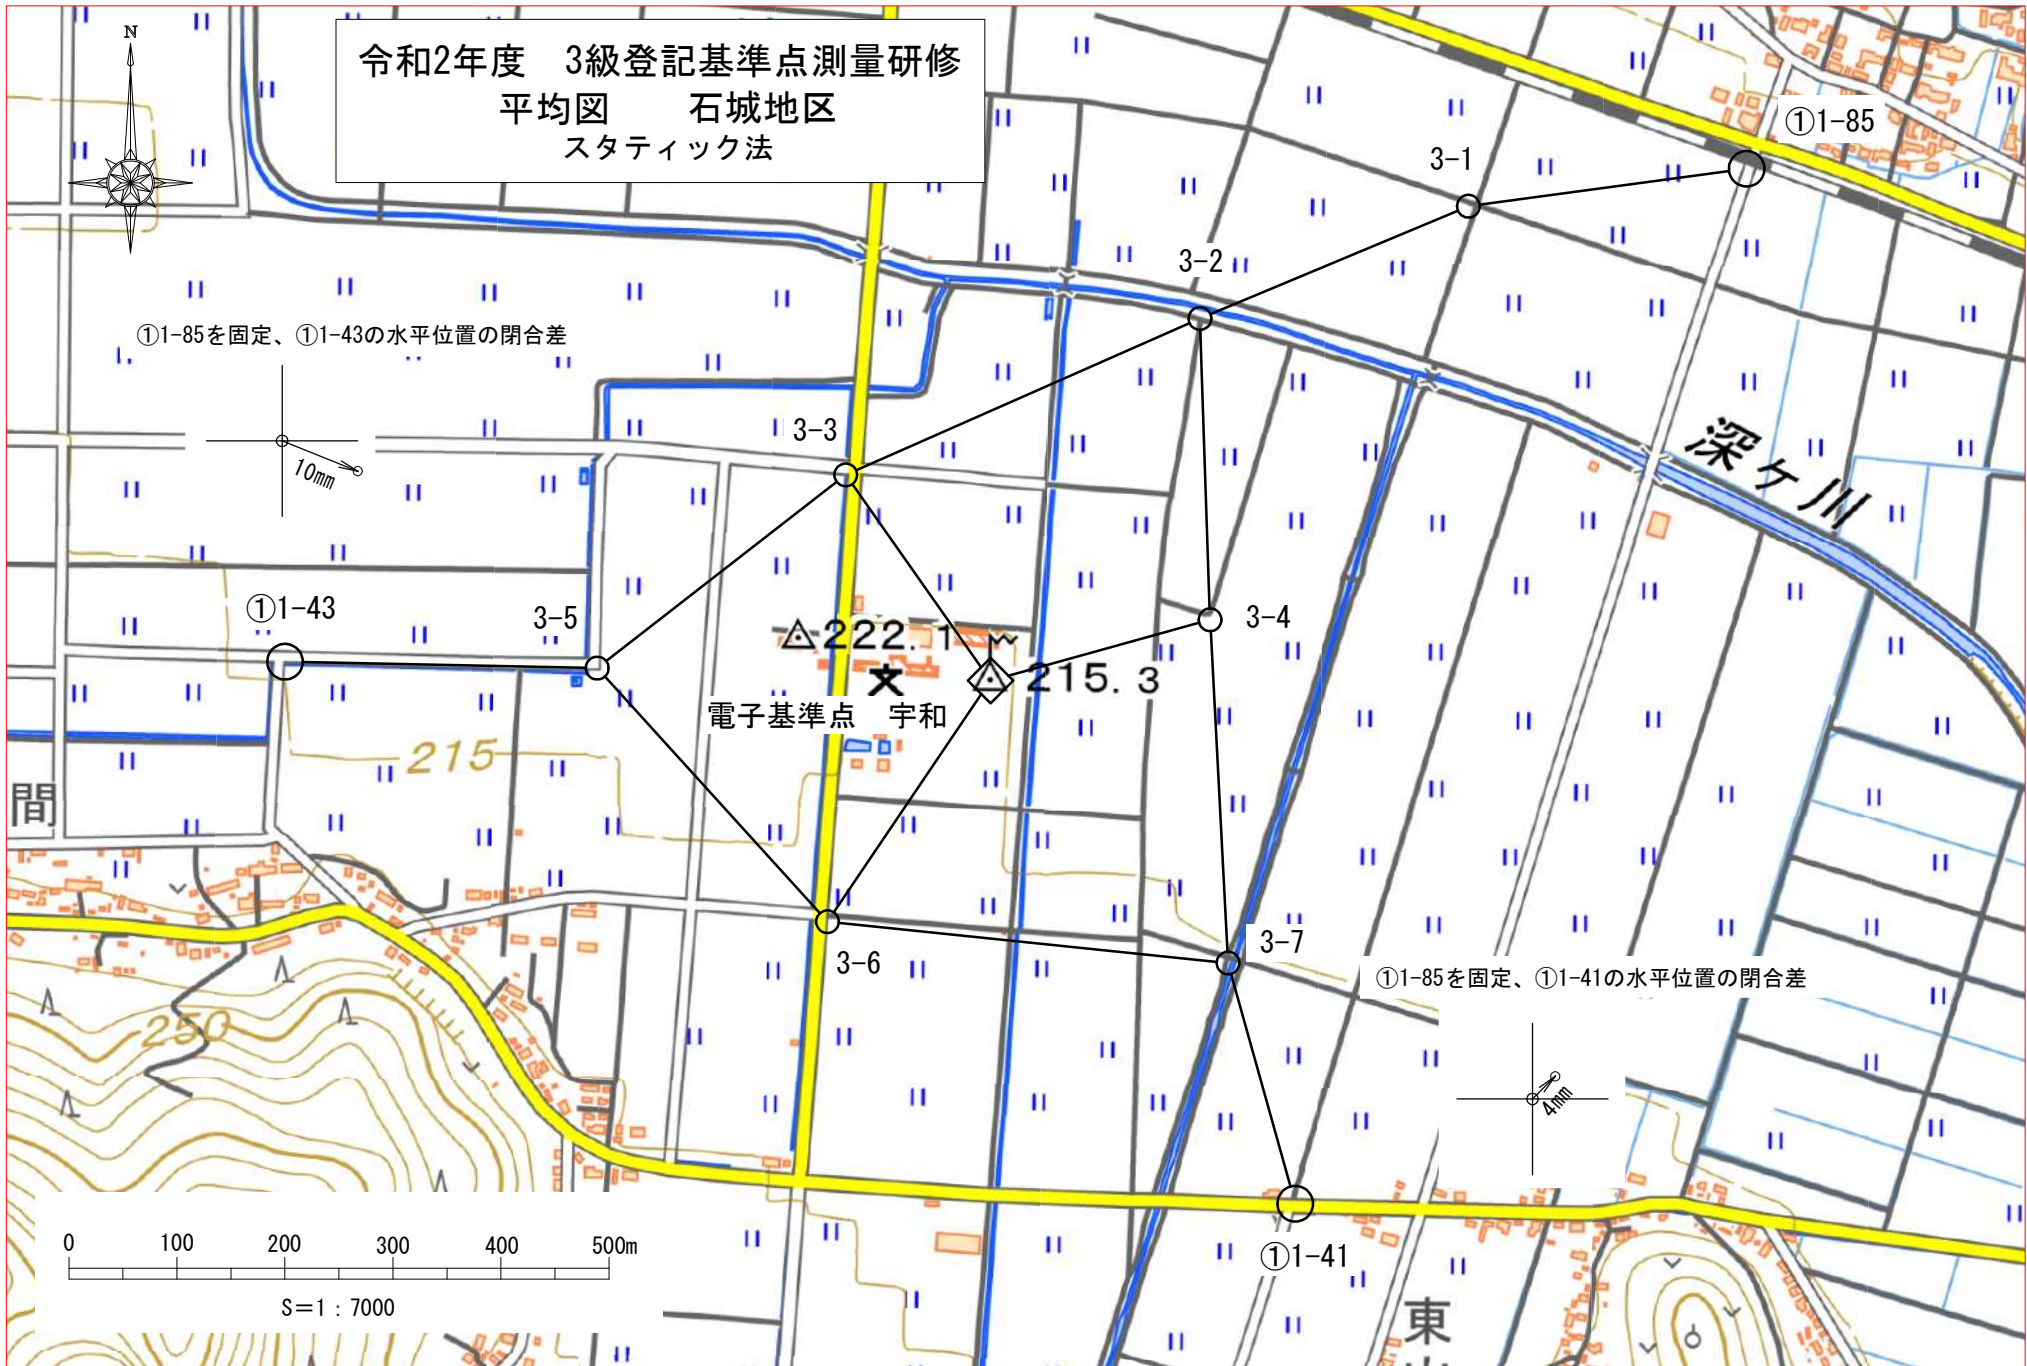 N
令和2年度　3級登記基準点測量研修
平均図　　石城地区
スタティック法
①1-85
3-1
3-2
①1-85を固定、①1-43の水平位置の閉合差
10mm
3-3
深ヶ川
①1-43
3-5
222.1
3-4
215.3
電子基準点　宇和
215
間
3-6
3-7
①1-85を固定、①1-41の水平位置の閉合差
250
4mm
0 100 200 300 400 500m
S=1：7000
①1-41
東